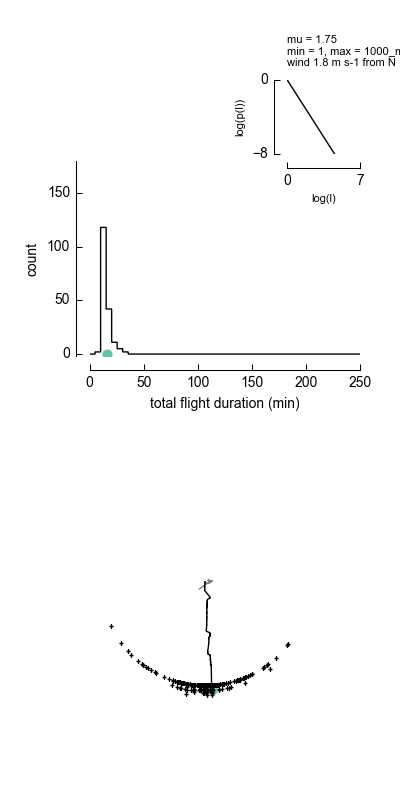 mu = 1.75
min = 1, max = 1000_m
wind 1.8 m s-1 from N
0
log(p(l))
−8
0 7
log(l)
150
100
count
50
0
0 50 100 150 200 250
total flight duration (min)